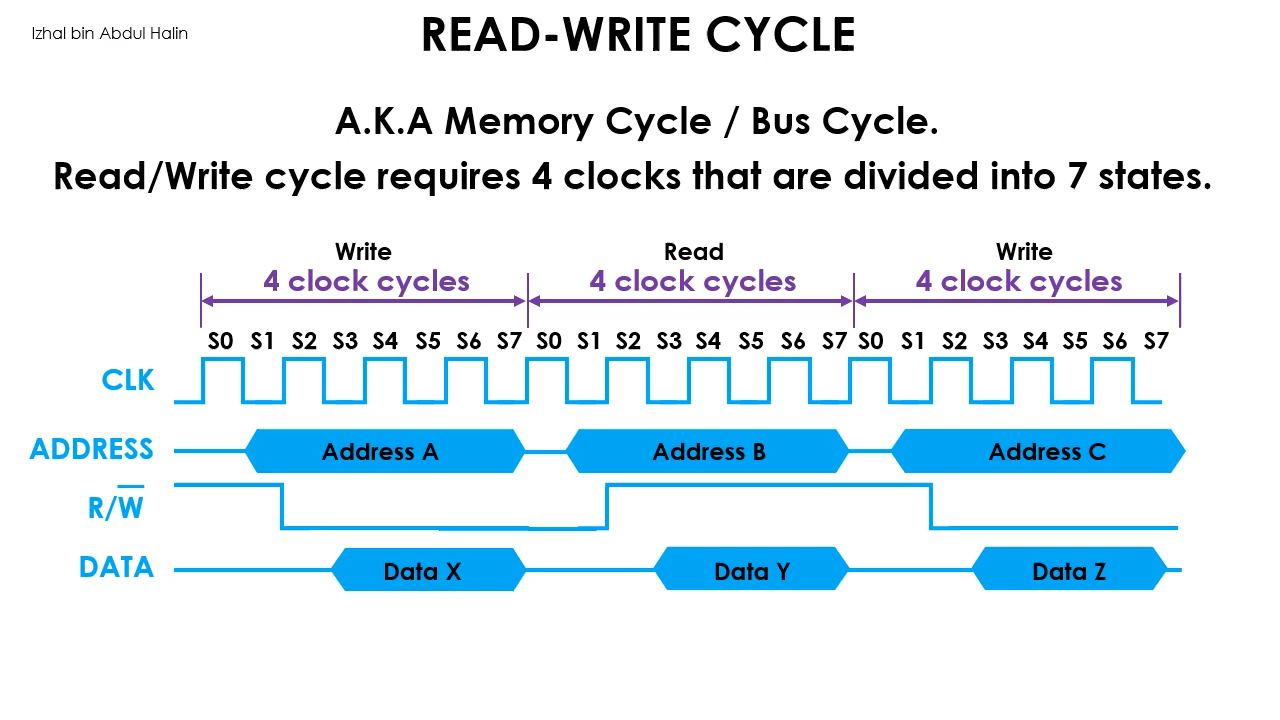 Izhal bin Abdul Halin
READ-WRITE CYCLE
A.K.A Memory Cycle / Bus Cycle.
Read/Write cycle requires 4 clocks that are divided into 7 states.
Write Read Write
4 clock cycles 4 clock cycles 4 clock cycles
S0 S1 S2 S3 S4 S5 S6 S7 S0 S1 S2 S3 S4 S5 S6 S7 S0 S1 S2 S3 S4 S5 S6 S7
CLK
ADDRESS Address A Address B Address C
R/W̅
DATA Data X Data Y Data Z